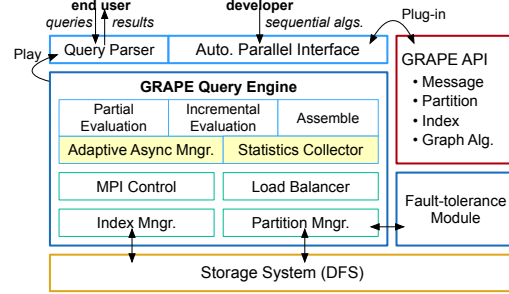 end user
developer
queries
results
sequential algs.
Plug-in
Play
Query Parser
Auto. Parallel Interface
GRAPE API
• Message
• Partition
• Index
• Graph Alg.
GRAPE Query Engine
Partial
Evaluation
Incremental
Evaluation
Assemble
Adaptive Async Mngr.
Statistics Collector
MPI Control
Load Balancer
Index Mngr.
Partition Mngr.
Fault-tolerance
Module
Storage System (DFS)